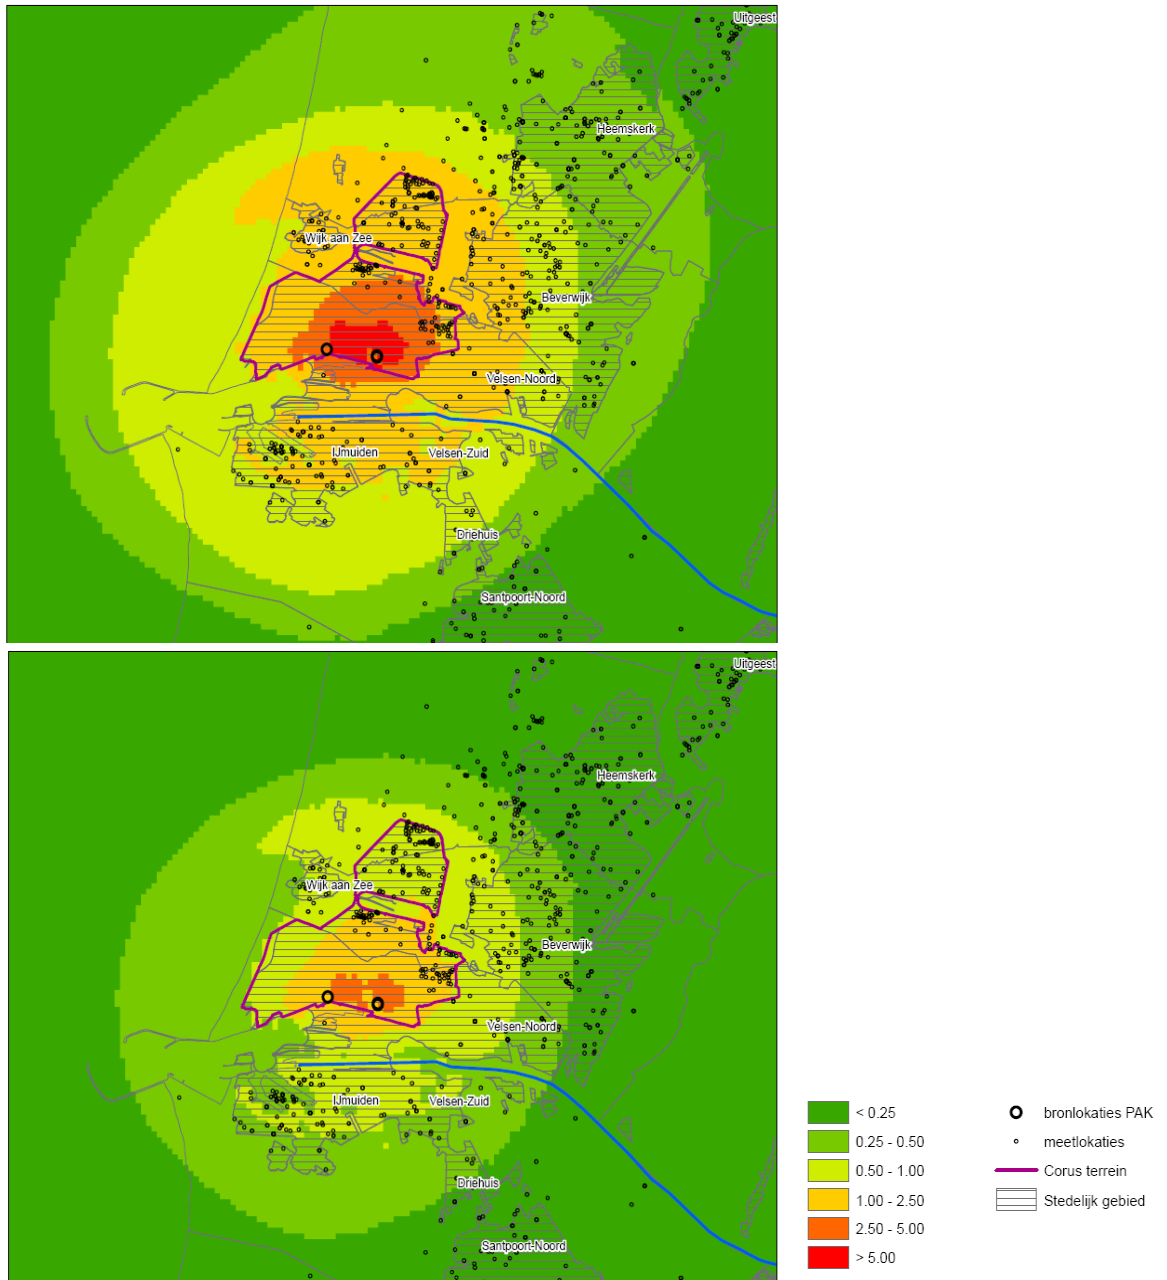 Uitgeest
Heemskerk
Wijk aan Zee
Beverwijk
Velsen-Noord
IJmuiden
Velsen-Zuid
Driehuis
Santpoort-Noord
Uitgeest
Heemskerk
Wijk aan Zee
Beverwijk
Velsen-Noord
IJmuiden
Velsen-Zuid
Driehuis
Santpoort-Noord
< 0.25
bronlokaties PAK
0.25 - 0.50
meetlokaties
0.50 - 1.00
Corus terrein
1.00 - 2.50
Stedelijk gebied
2.50 - 5.00
> 5.00